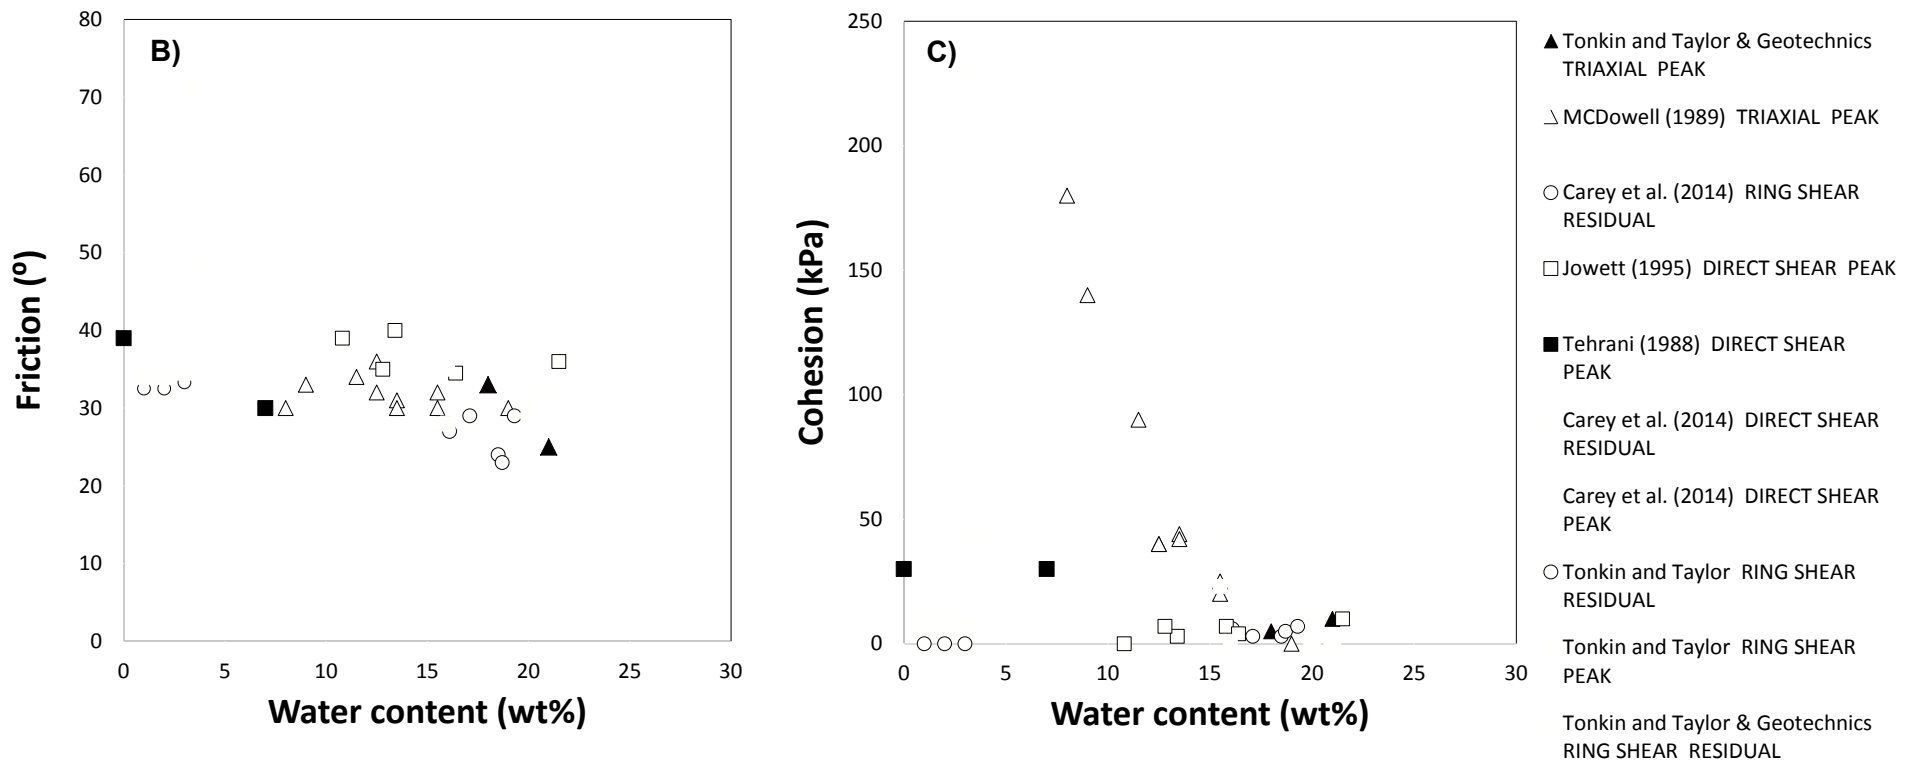 B)
80
70
60
50
40
30
20
10
0
Friction (⁰)
0 5 10 15 20 25 30
Water content (wt%)
C)
250
200
150
100
50
0
Cohesion (kPa)
0 5 10 15 20 25 30
Water content (wt%)
Tonkin and Taylor & Geotechnics
TRIAXIAL PEAK
MCDowell (1989) TRIAXIAL PEAK
Carey et al. (2014) RING SHEAR
RESIDUAL
Jowett (1995) DIRECT SHEAR PEAK
Tehrani (1988) DIRECT SHEAR
PEAK
Carey et al. (2014) DIRECT SHEAR
RESIDUAL
Carey et al. (2014) DIRECT SHEAR
PEAK
Tonkin and Taylor RING SHEAR
RESIDUAL
Tonkin and Taylor RING SHEAR
PEAK
Tonkin and Taylor & Geotechnics
RING SHEAR RESIDUAL